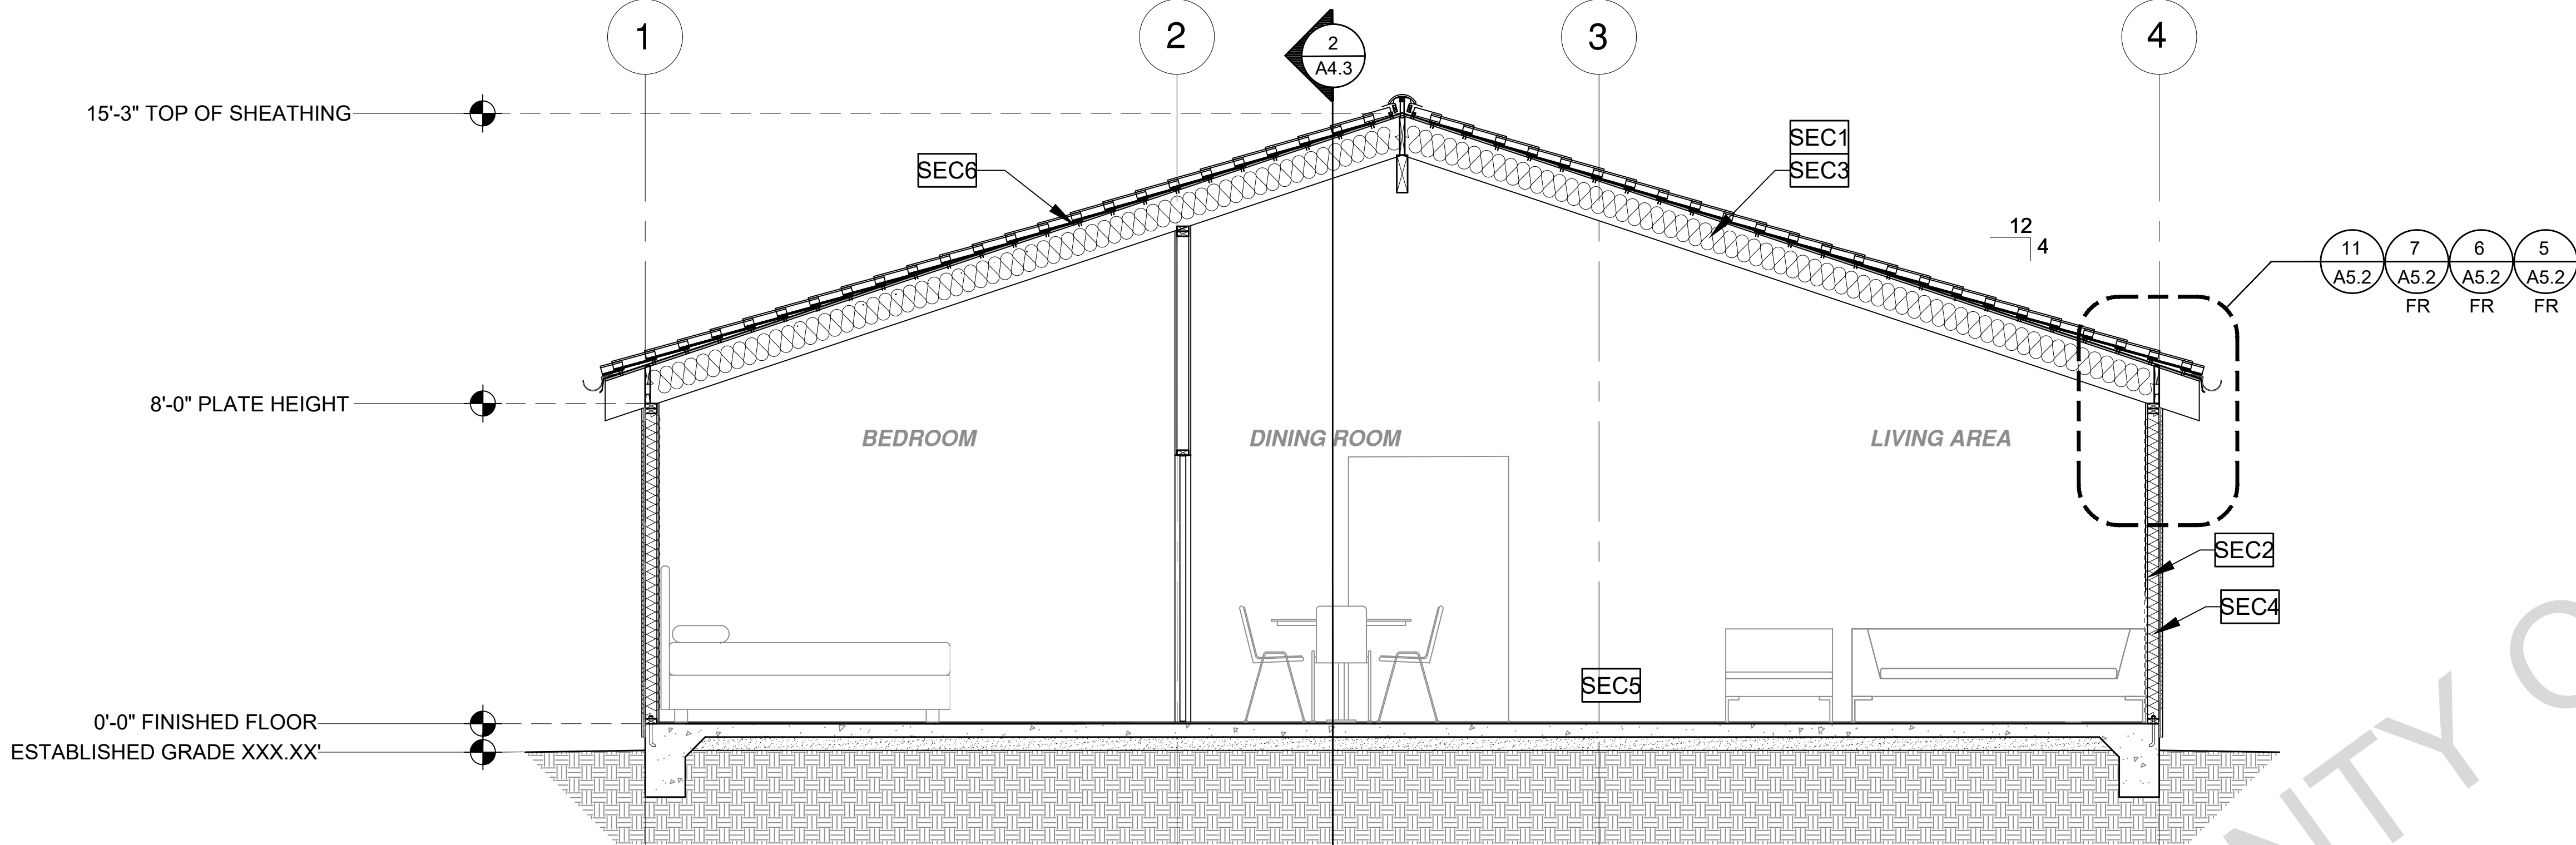 1
2
3
4
2
A4.3
15'-3" TOP OF SHEATHING
SEC6
SEC1
SEC3
12
4
11
A5.2
7
A5.2
FR
6
A5.2
FR
5
A5.2
FR
8'-0" PLATE HEIGHT
BEDROOM
DINING ROOM
LIVING AREA
SEC2
SEC4
SEC5
0'-0" FINISHED FLOOR
ESTABLISHED GRADE XXX.XX'